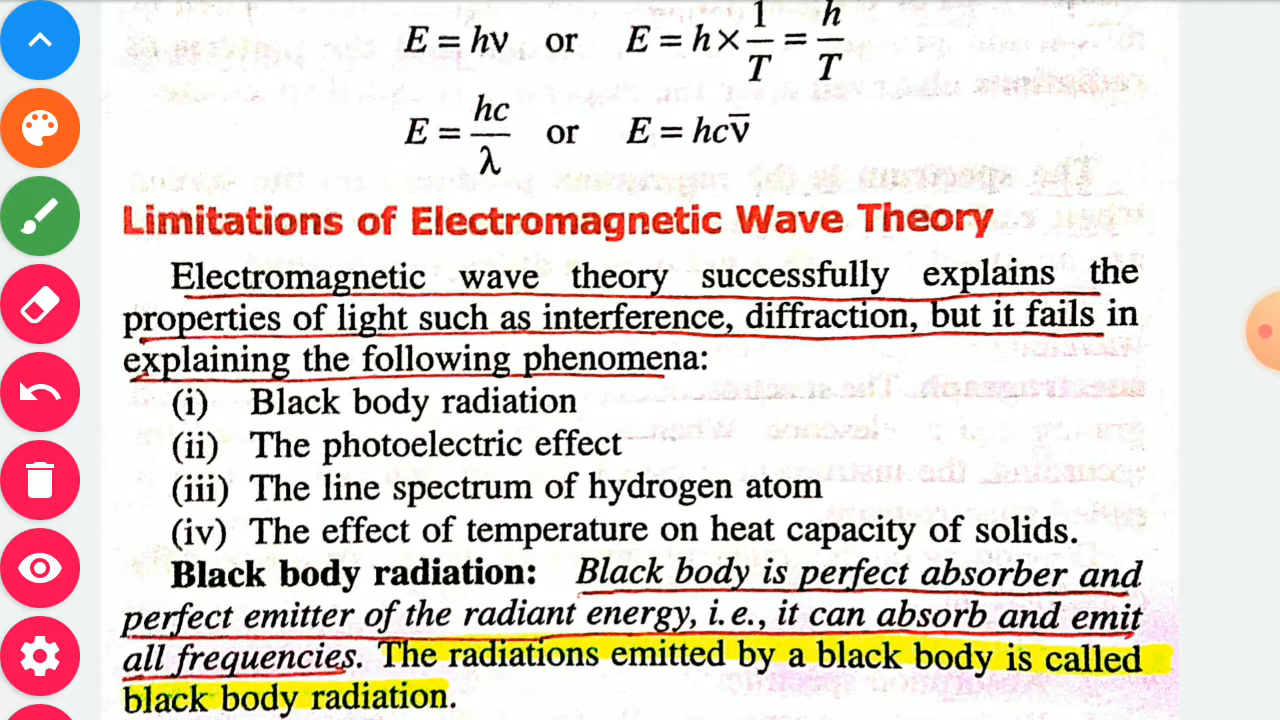 E = hν or E = h × 1/T = h/T
E = hc/λ or E = hcν̅
Limitations of Electromagnetic Wave Theory
Electromagnetic wave theory successfully explains the
properties of light such as interference, diffraction, but it fails in
explaining the following phenomena:
(i) Black body radiation
(ii) The photoelectric effect
(iii) The line spectrum of hydrogen atom
(iv) The effect of temperature on heat capacity of solids.
Black body radiation: Black body is perfect absorber and
perfect emitter of the radiant energy, i.e., it can absorb and emit
all frequencies. The radiations emitted by a black body is called
black body radiation.